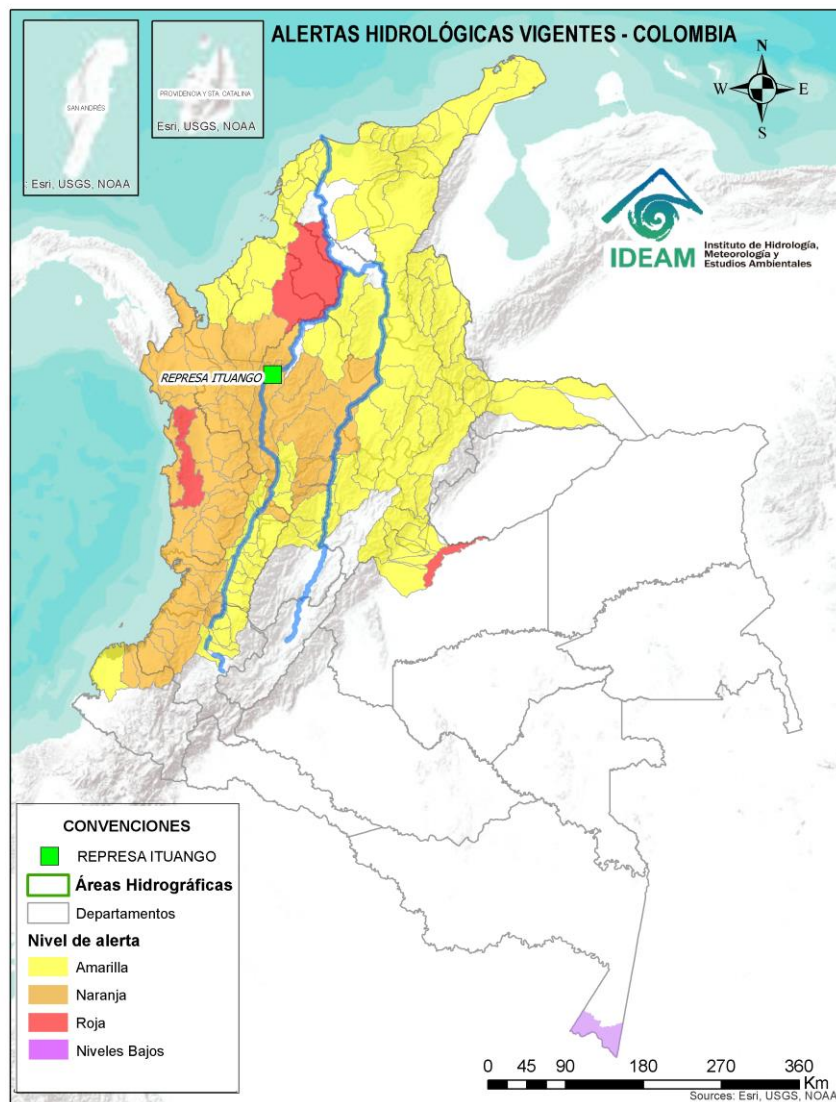 ALERTAS HIDROLÓGICAS VIGENTES - COLOMBIA
SAN ANDRÉS
: Esri, USGS, NOAA
PROVIDENCIA Y STA. CATALINA
Esri, USGS, NOAA
N
W
E
S
IDEAM
Instituto de Hidrología,
Meteorología y
Estudios Ambientales
REPRESA ITUANGO
CONVENCIONES
REPRESA ITUANGO
Áreas Hidrográficas
Departamentos
Nivel de alerta
Amarilla
Naranja
Roja
Niveles Bajos
0 45 90 180 270 360
Km
Sources: Esri, USGS, NOAA